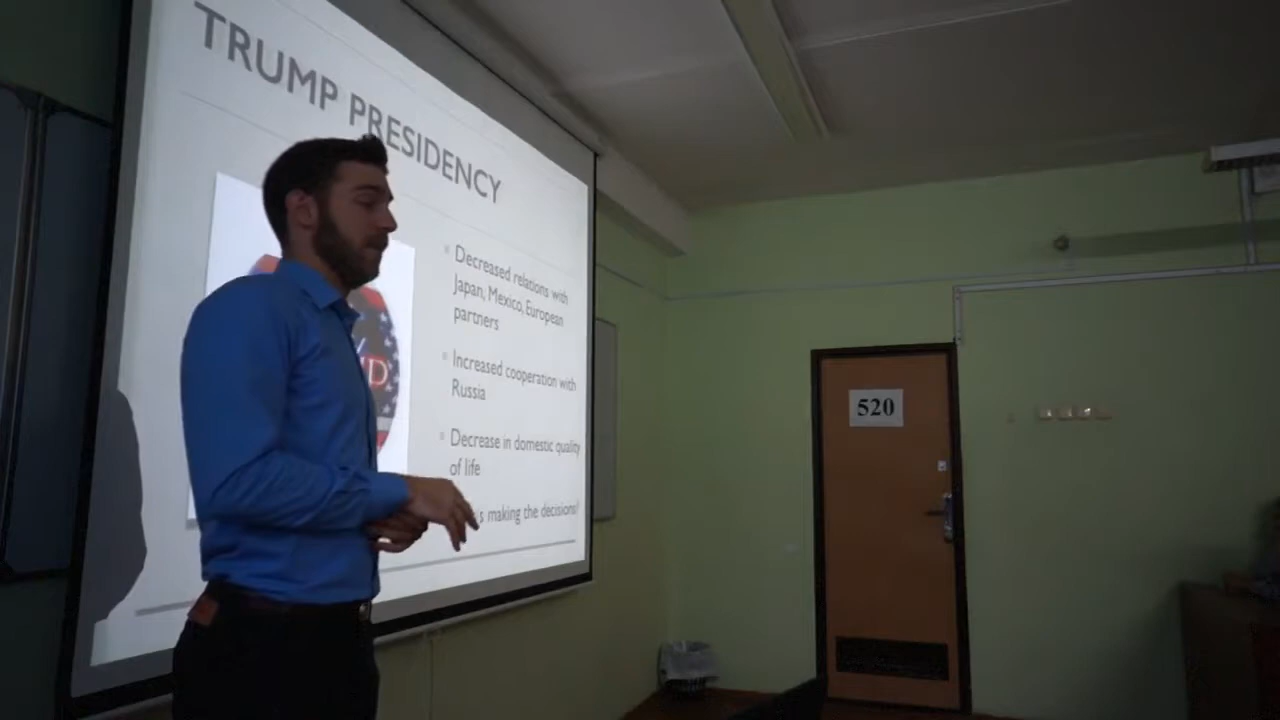 TRUMP PRESIDENCY
Decreased relations with
Japan, Mexico, European
partners
Increased cooperation with
Russia
Decrease in domestic quality
of life
making the decisions?
520